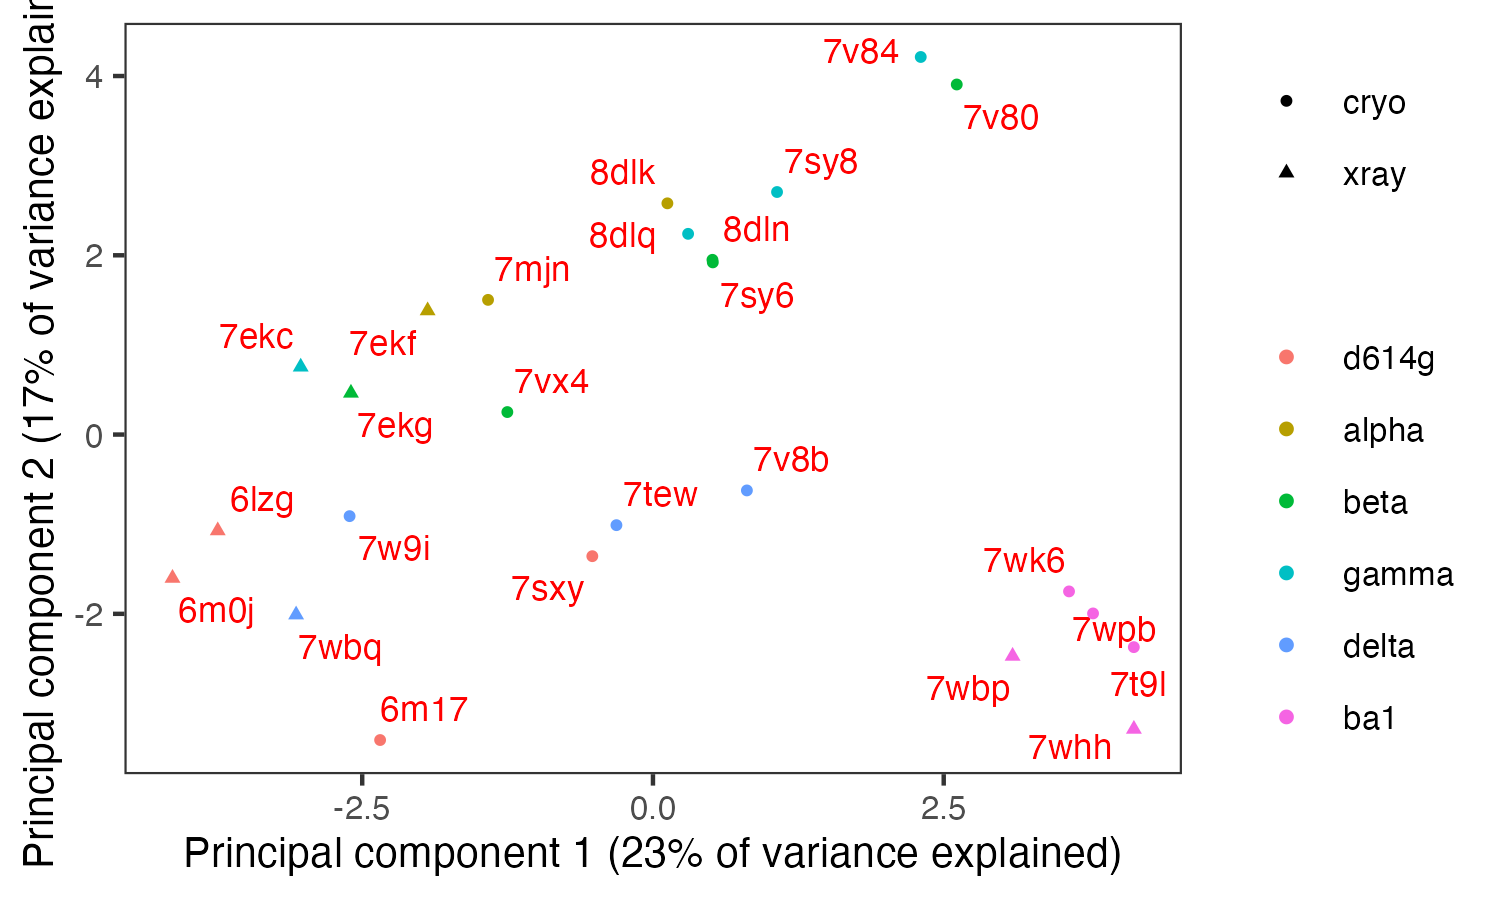 Principal component 2 (17% of variance explain
4
2
0
-2
7v84
7v80
7sy8
8dlk
8dlq
8dln
7sy6
7mjn
7ekf
7ekc
7ekg
7vx4
7v8b
7tew
7sxy
6lzg
7w9i
6m0j
7wbq
6m17
7wk6
7wpb
7wbp
7t9l
7whh
-2.5
0.0
2.5
Principal component 1 (23% of variance explained)
cryo
xray
d614g
alpha
beta
gamma
delta
ba1